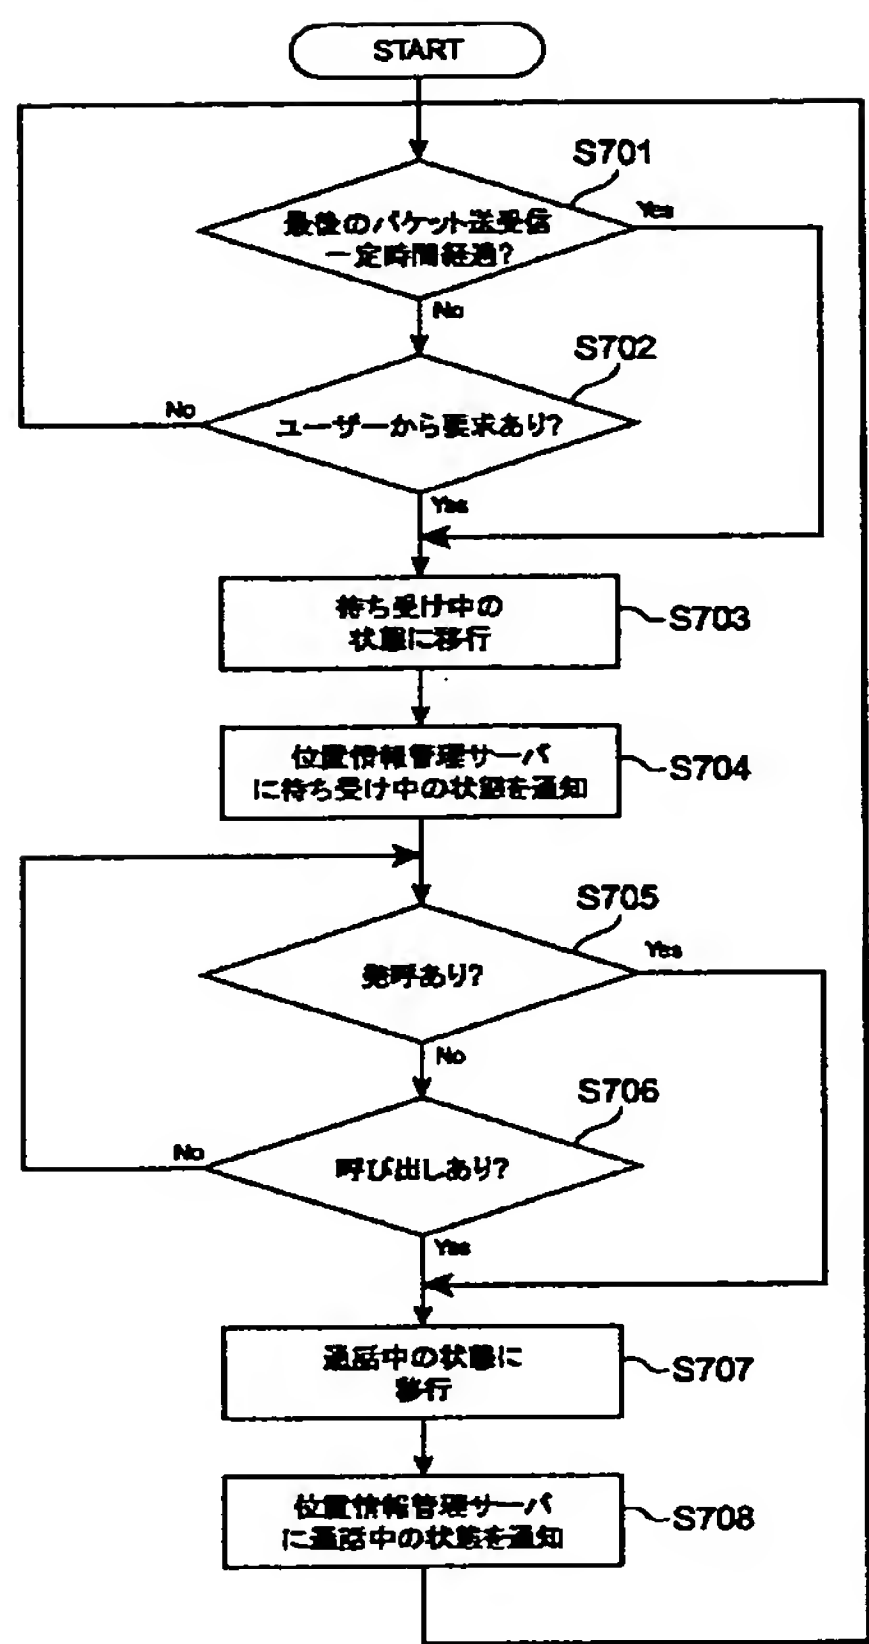 START
S701
最後のパケット送受信
一定時間経過?
Yes
No
S702
ユーザーから要求あり?
No
Yes
待ち受け中の
状態に移行
S703
位置情報管理サーバ
に待ち受け中の状態を通知
S704
S705
発呼あり?
Yes
No
S706
呼び出しあり?
No
Yes
通話中の状態に
移行
S707
位置情報管理サーバ
に通話中の状態を通知
S708